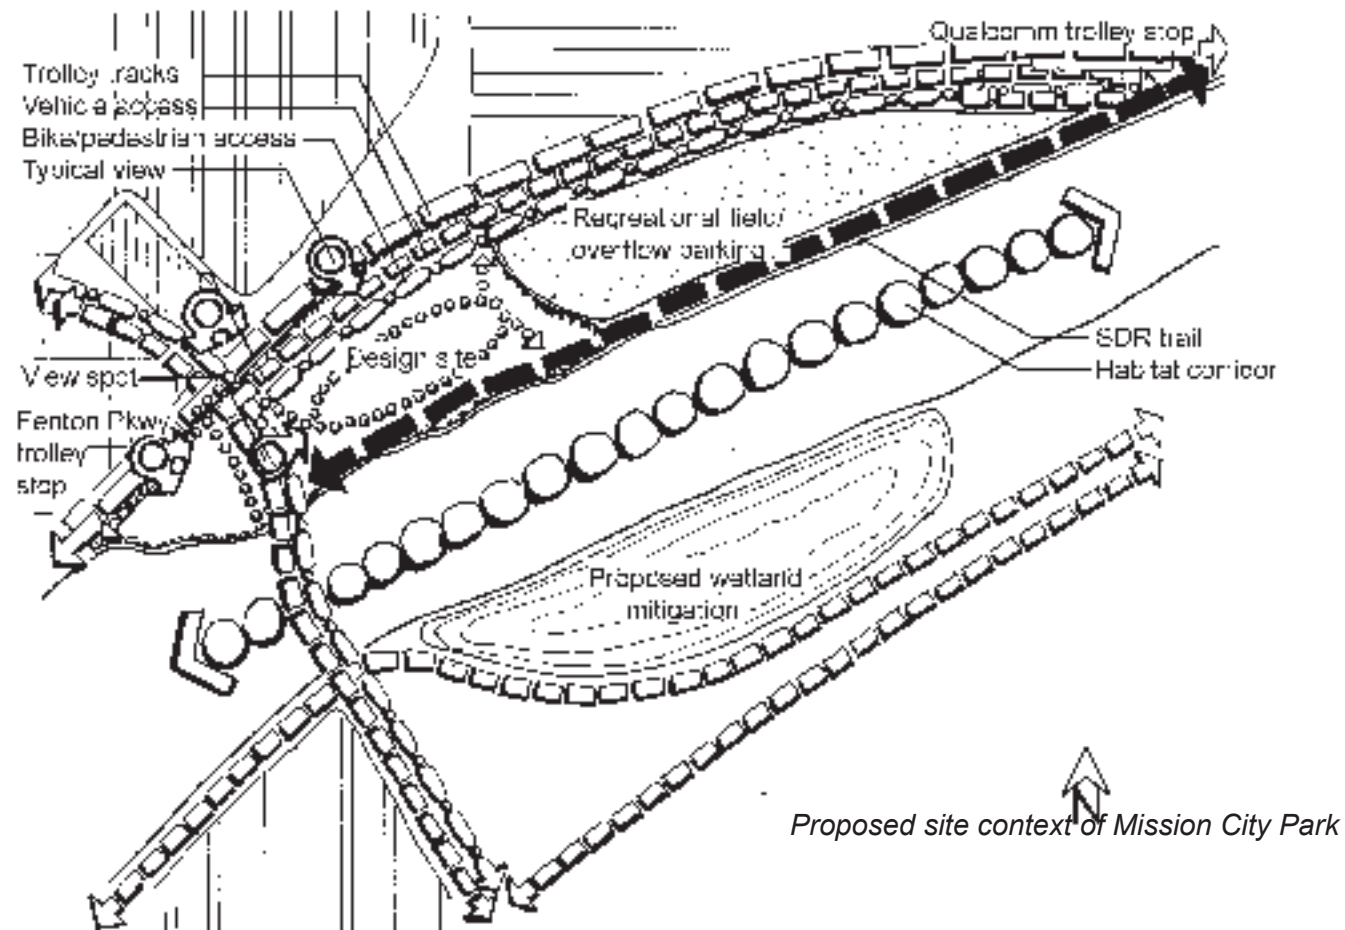 Qualcomm trolley stop
Trolley tracks
Vehicle access
Bike/pedestrian access
Typical view
Recreational field/
overflow parking
Design site
View spot
SDR trail
Habitat corridor
Fenton Pkwy
trolley
stop
Proposed wetland
mitigation
N
Proposed site context of Mission City Park